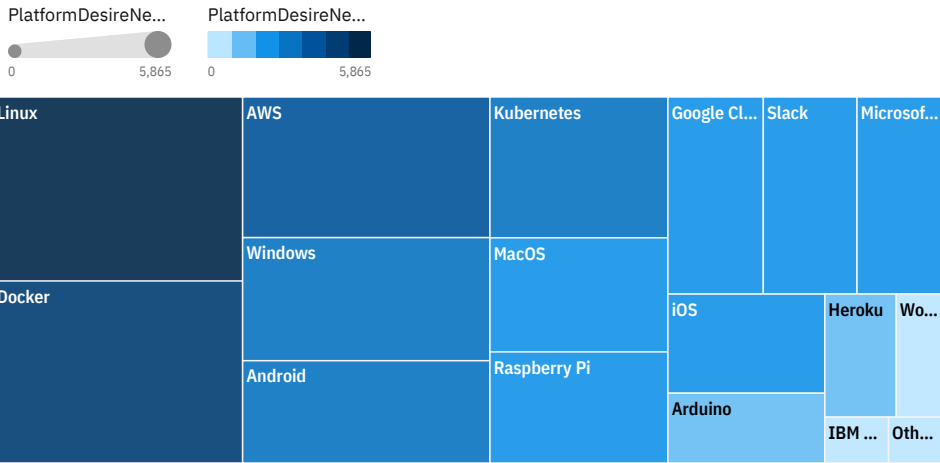 PlatformDesireNe... PlatformDesireNe...
0 5,865 0 5,865
Linux AWS Kubernetes Google Cl... Slack Microsof...
Windows MacOS
Docker iOS Heroku Wo...
Android Raspberry Pi
Arduino
IBM ... Oth...